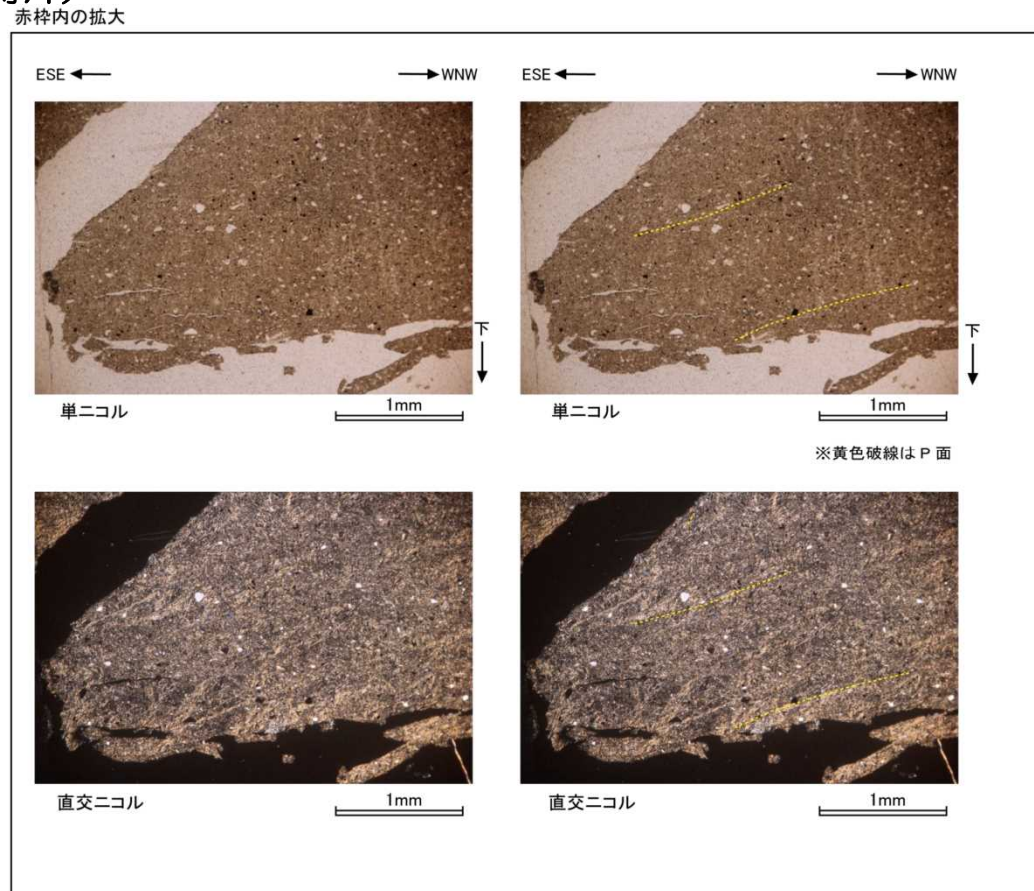 赤枠内の拡大
ESE WNW ESE WNW
下 下
単ニコル 1mm 単ニコル 1mm
※黄色破線はP面
直交ニコル 1mm 直交ニコル 1mm